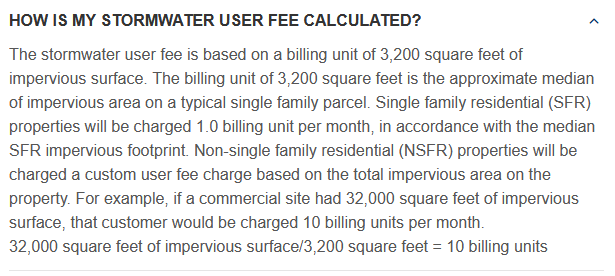 HOW IS MY STORMWATER USER FEE CALCULATED?
The stormwater user fee is based on a billing unit of 3,200 square feet of
impervious surface. The billing unit of 3,200 square feet is the approximate median
of impervious area on a typical single family parcel. Single family residential (SFR)
properties will be charged 1.0 billing unit per month, in accordance with the median
SFR impervious footprint. Non-single family residential (NSFR) properties will be
charged a custom user fee charge based on the total impervious area on the
property. For example, if a commercial site had 32,000 square feet of impervious
surface, that customer would be charged 10 billing units per month.
32,000 square feet of impervious surface/3,200 square feet = 10 billing units